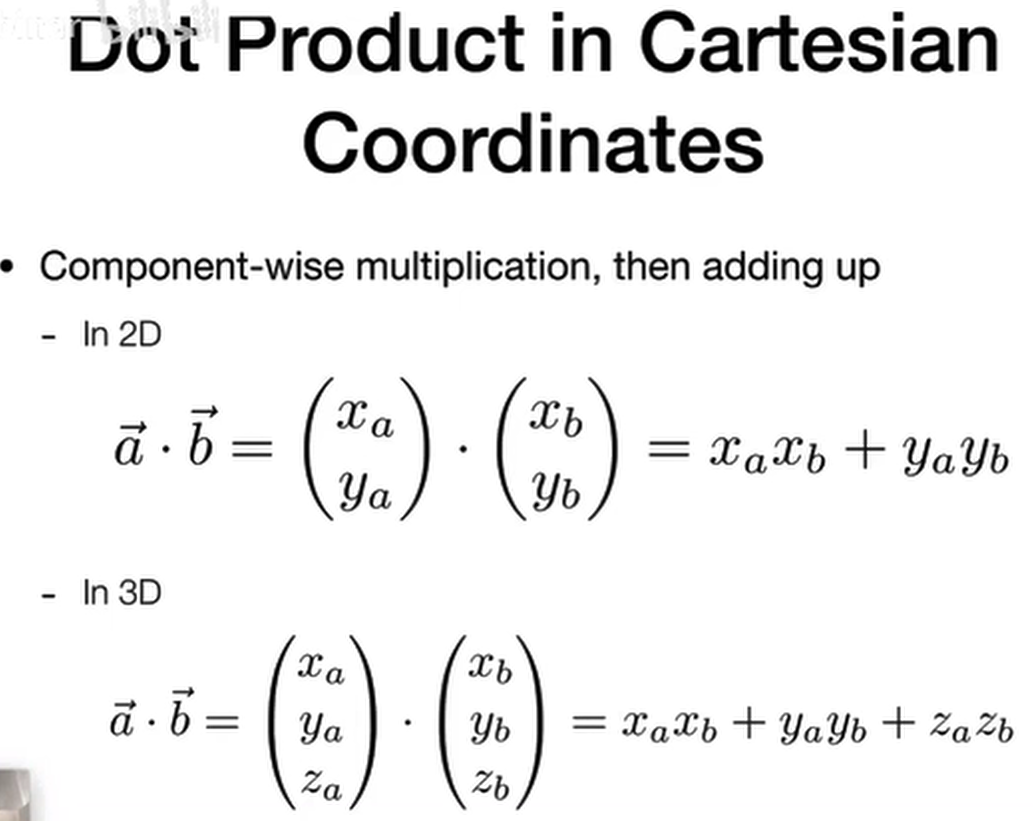 Dot Product in Cartesian
Coordinates
• Component-wise multiplication, then adding up
- In 2D
$\vec{a} \cdot \vec{b} = \begin{pmatrix} x_a \\ y_a \end{pmatrix} \cdot \begin{pmatrix} x_b \\ y_b \end{pmatrix} = x_a x_b + y_a y_b$
- In 3D
$\vec{a} \cdot \vec{b} = \begin{pmatrix} x_a \\ y_a \\ z_a \end{pmatrix} \cdot \begin{pmatrix} x_b \\ y_b \\ z_b \end{pmatrix} = x_a x_b + y_a y_b + z_a z_b$